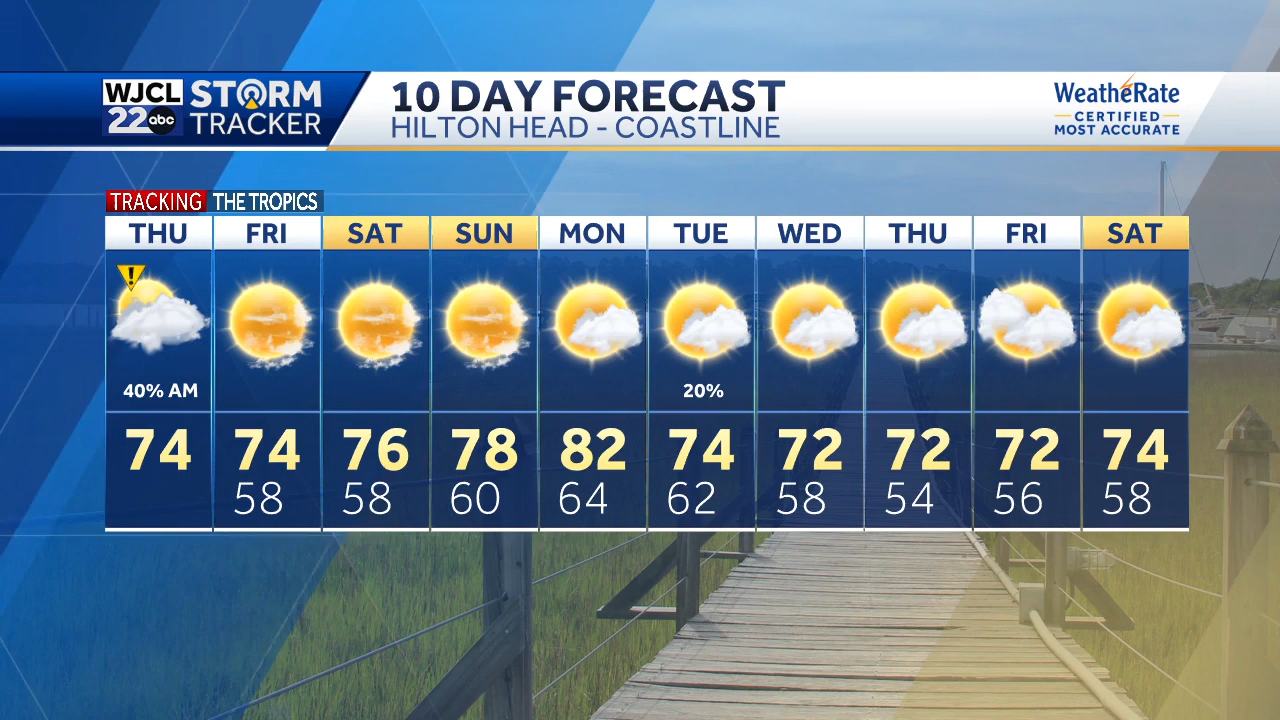 WJCL
22 abc
STORM
TRACKER
10 DAY FORECAST
HILTON HEAD - COASTLINE
WeatheRate
CERTIFIED
MOST ACCURATE
TRACKING THE TROPICS
THU FRI SAT SUN MON TUE WED THU FRI SAT
!
40% AM 20%
74 74 76 78 82 74 72 72 72 74
58 58 60 64 62 58 54 56 58